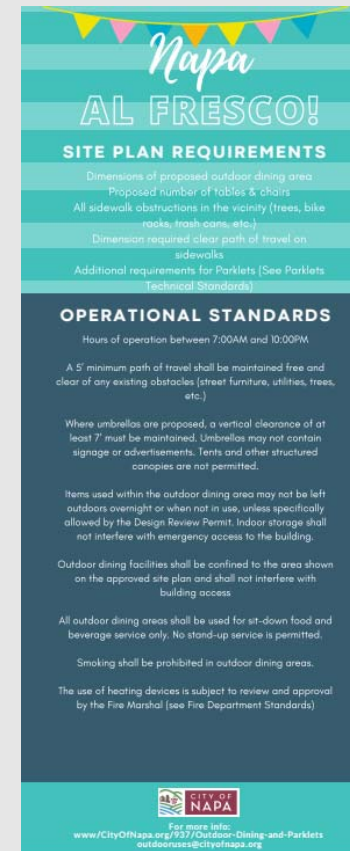 Napa
AL FRESCO!
SITE PLAN REQUIREMENTS
Dimensions of proposed outdoor dining area
Proposed number of tables & chairs
All sidewalk obstructions in the vicinity (trees, bike
racks, trash cans, etc.)
Dimension required clear path of travel on
sidewalks
Additional requirements for Parklets (See Parklets
Technical Standards)
OPERATIONAL STANDARDS
Hours of operation between 7:00AM and 10:00PM
A 5' minimum path of travel shall be maintained free and
clear of any existing obstacles (street furniture, utilities, trees,
etc.)
Where umbrellas are proposed, a vertical clearance of at
least 7' must be maintained. Umbrellas may not contain
signage or advertisements. Tents and other structured
canopies are not permitted.
Items used within the outdoor dining area may not be left
outdoors overnight or when not in use, unless specifically
allowed by the Design Review Permit. Indoor storage shall
not interfere with emergency access to the building.
Outdoor dining facilities shall be confined to the area shown
on the approved site plan and shall not interfere with
building access
All outdoor dining areas shall be used for sit-down food and
beverage service only. No stand-up service is permitted.
Smoking shall be prohibited in outdoor dining areas.
The use of heating devices is subject to review and approval
by the Fire Marshal (see Fire Department Standards)
CITY OF
NAPA
For more info:
www/CityOfNapa.org/937/Outdoor-Dining-and-Parklets
outdooruses@cityofnapa.org